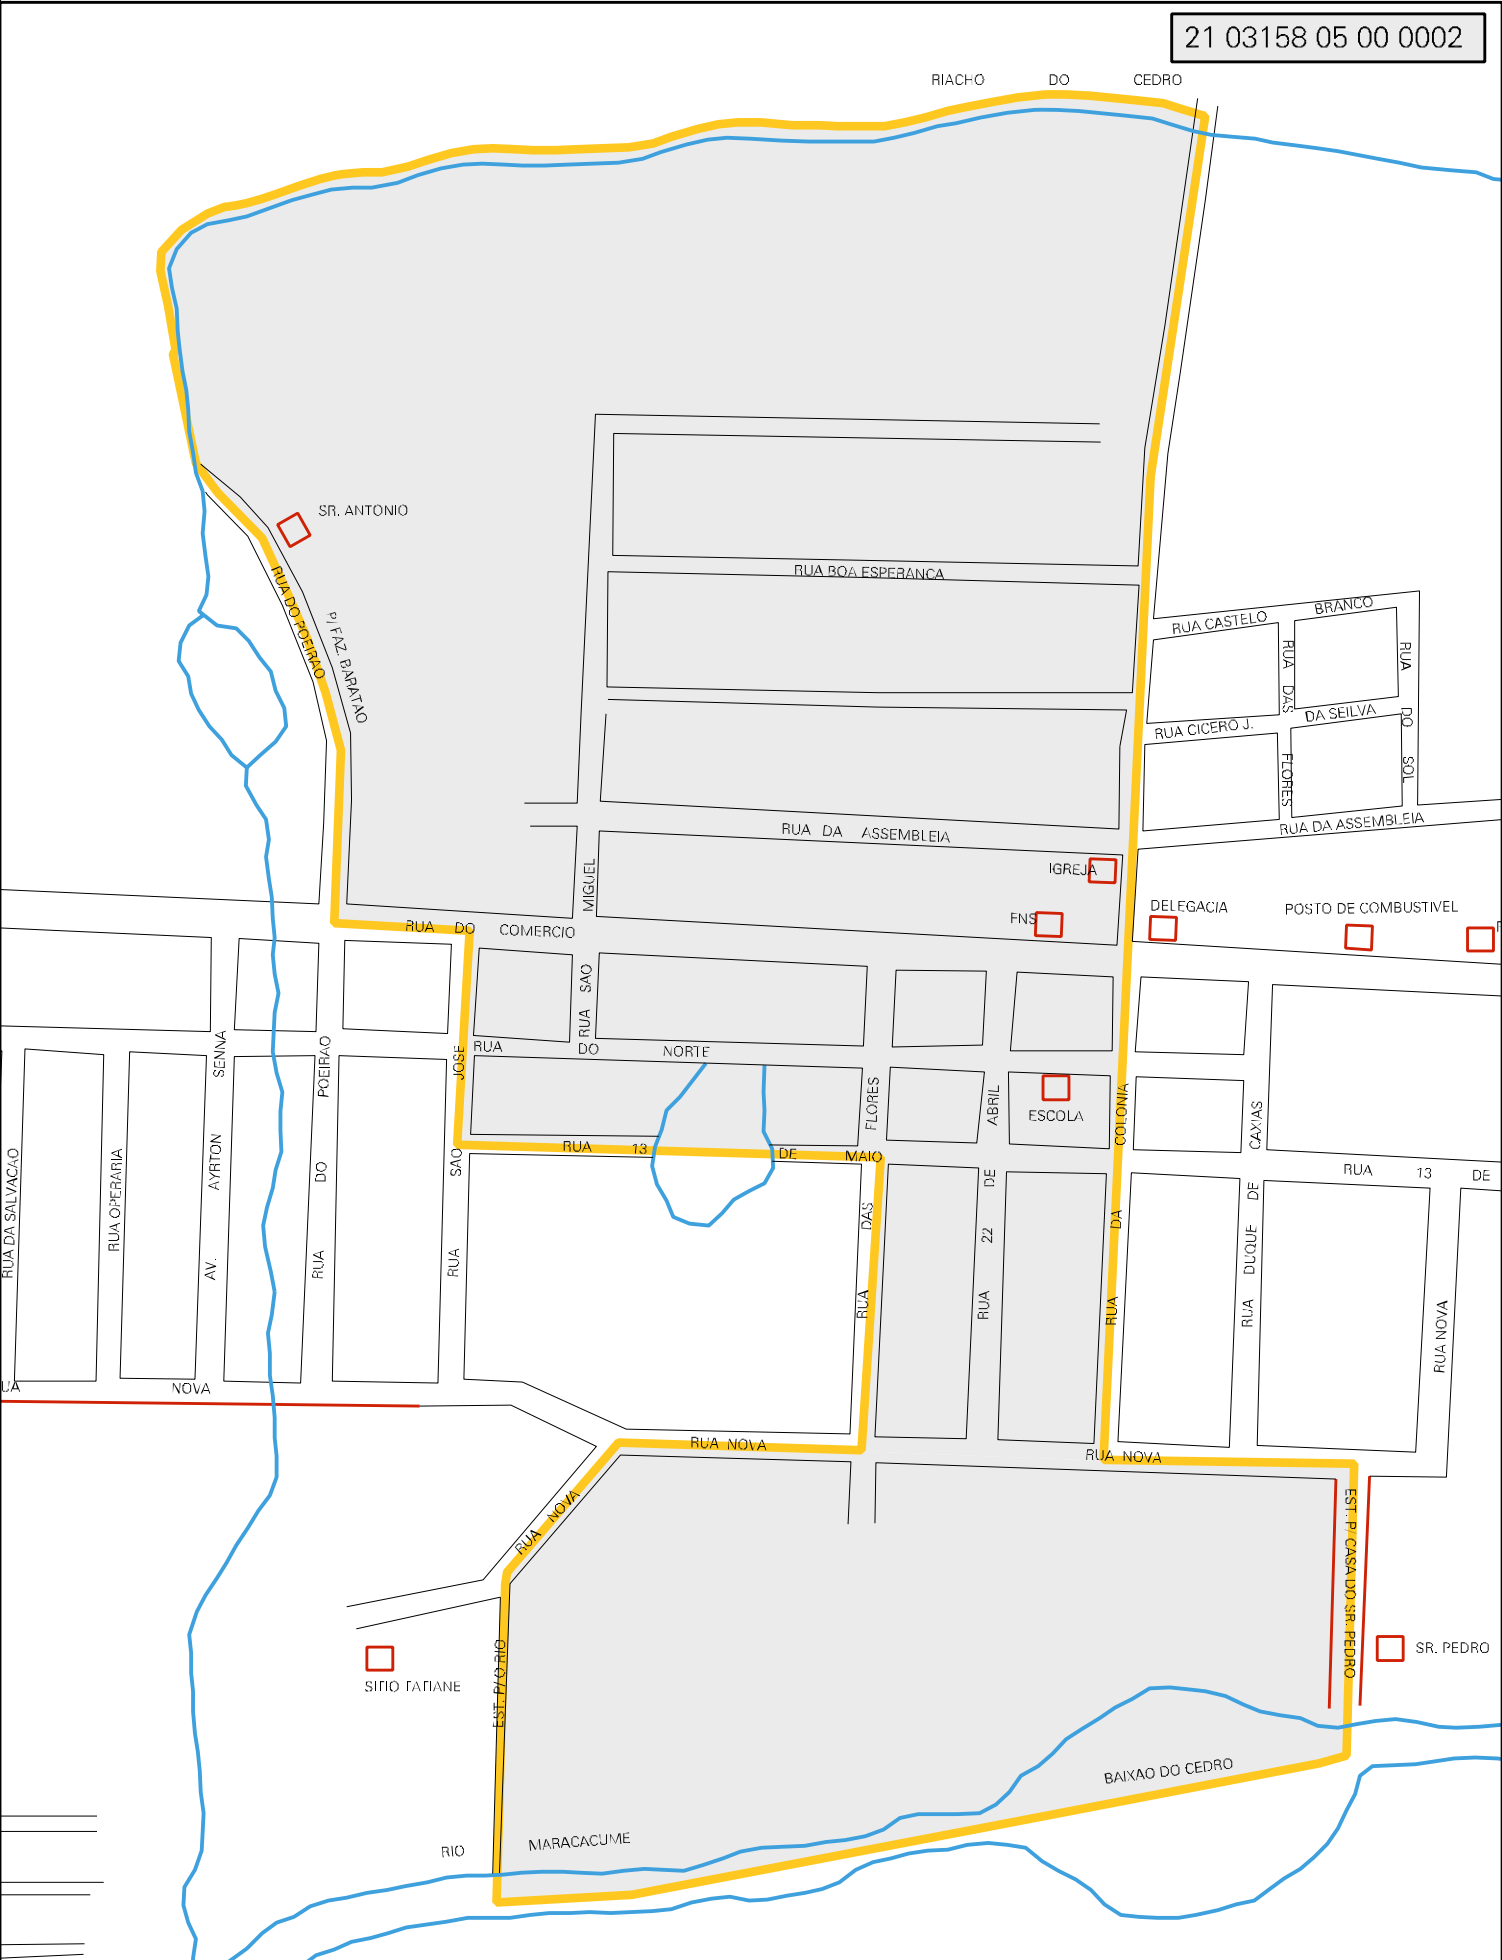 21 03158 05 00 0002
RIACHO DO CEDRO
SR. ANTONIO
RUA DO POEIRAO
P/ FAZ. BARATAO
RUA BOA ESPERANCA
RUA CASTELO BRANCO
RUA DAS FLORES
RUA DO SOL
RUA CICERO J. DA SEILVA
RUA DA ASSEMBLEIA
RUA DA ASSEMBLEIA
IGREJA
FNS
DELEGACIA
POSTO DE COMBUSTIVEL
RUA DO COMERCIO
RUA SAO MIGUEL
RUA DO NORTE
ESCOLA
RUA 13 DE MAIO
RUA 13 DE
RUA DA SALVACAO
RUA OPERARIA
AV. AYRTON SENNA
RUA DO POEIRAO
RUA SAO JOSE
RUA DAS FLORES
RUA 22 DE ABRIL
RUA DA COLONIA
RUA DUQUE DE CAXIAS
RUA NOVA
UA NOVA
RUA NOVA
RUA NOVA
RUA NOVA
EST. P/ CASA DO SR. PEDRO
SR. PEDRO
SITIO TATIANE
EST. P/ O RIO
BAIXAO DO CEDRO
RIO MARACACUME